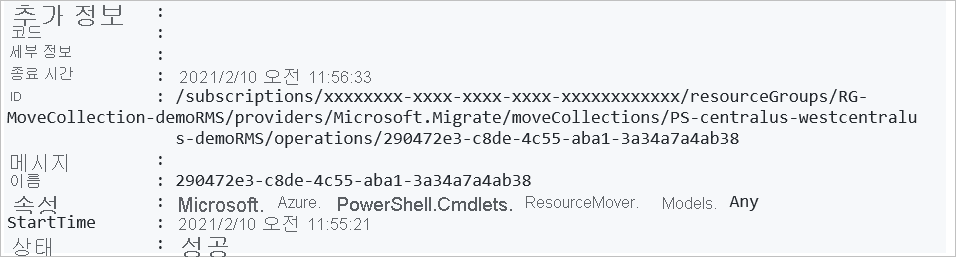 추가 정보 :
코드 :
세부 정보 :
종료 시간 : 2021/2/10 오전 11:56:33
ID : /subscriptions/xxxxxxxx-xxxx-xxxx-xxxx-xxxxxxxxxxxx/resourceGroups/RG-
MoveCollection-demoRMS/providers/Microsoft.Migrate/moveCollections/PS-centralus-westcentralu
s-demoRMS/operations/290472e3-c8de-4c55-aba1-3a34a7a4ab38
메시지 :
이름 : 290472e3-c8de-4c55-aba1-3a34a7a4ab38
속성 : Microsoft. Azure. PowerShell.Cmdlets. ResourceMover. Models. Any
StartTime : 2021/2/10 오전 11:55:21
상태 : 성공